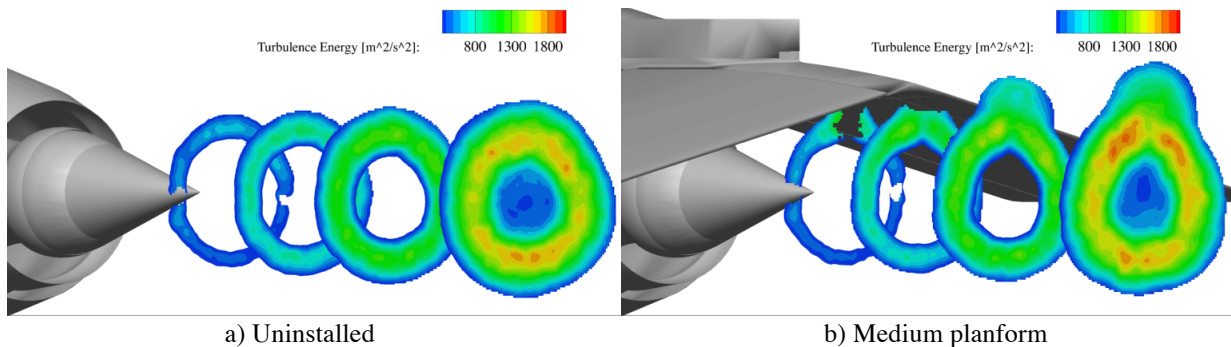 Turbulence Energy [m^2/s^2]:
800 1300 1800
Turbulence Energy [m^2/s^2]:
800 1300 1800
a) Uninstalled
b) Medium planform